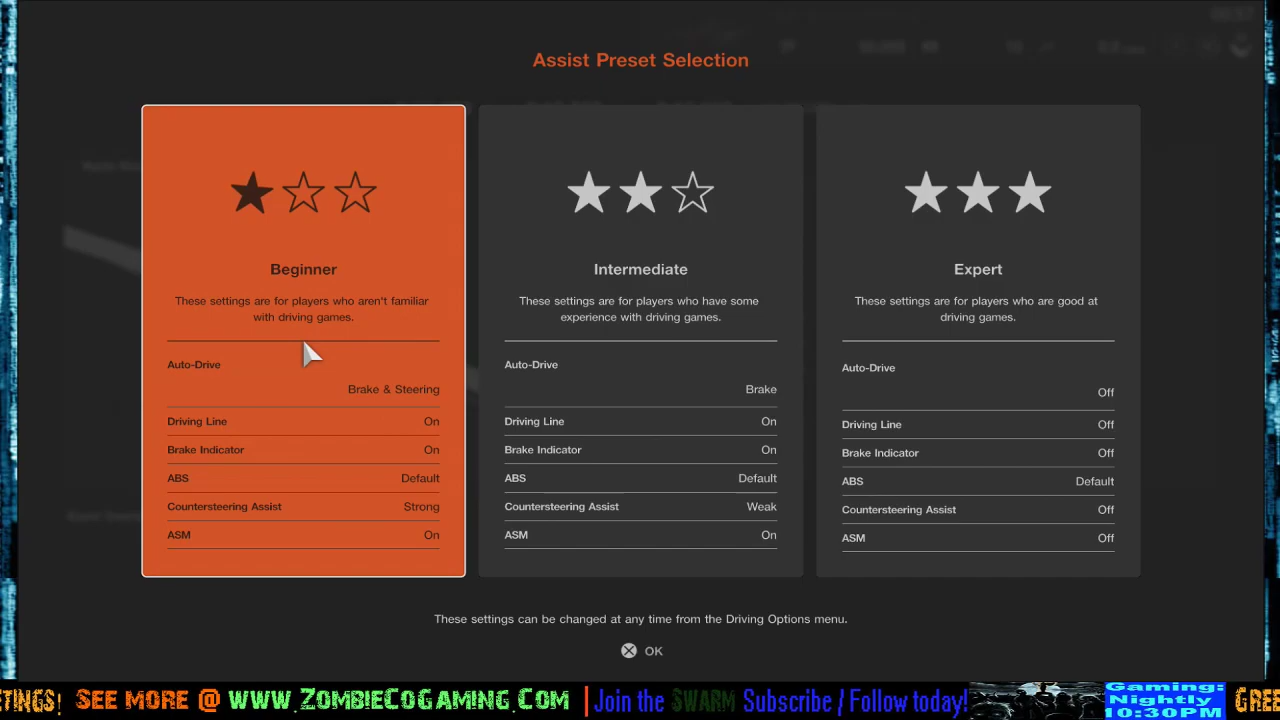 Assist Preset Selection
Beginner
These settings are for players who aren't familiar
with driving games.
Auto-Drive
Brake & Steering
Driving Line On
Brake Indicator On
ABS Default
Countersteering Assist Strong
ASM On
Intermediate
These settings are for players who have some
experience with driving games.
Auto-Drive
Brake
Driving Line On
Brake Indicator On
ABS Default
Countersteering Assist Weak
ASM On
Expert
These settings are for players who are good at
driving games.
Auto-Drive
Off
Driving Line Off
Brake Indicator Off
ABS Default
Countersteering Assist Off
ASM Off
These settings can be changed at any time from the Driving Options menu.
OK
ETINGS! SEE MORE @ WWW ZOMBIECOGAMING COM | Join the SWARM Subscribe / Follow today!
Gaming:
Nightly
10:30PM
GREE